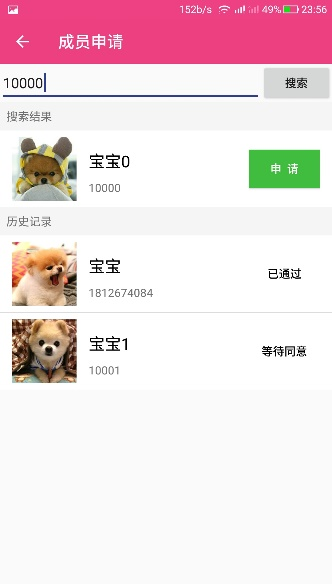 152b/s 49% 23:56
成员申请
10000 搜索
搜索结果
宝宝0
10000
申 请
历史记录
宝宝
1812674084
已通过
宝宝1
10001
等待同意